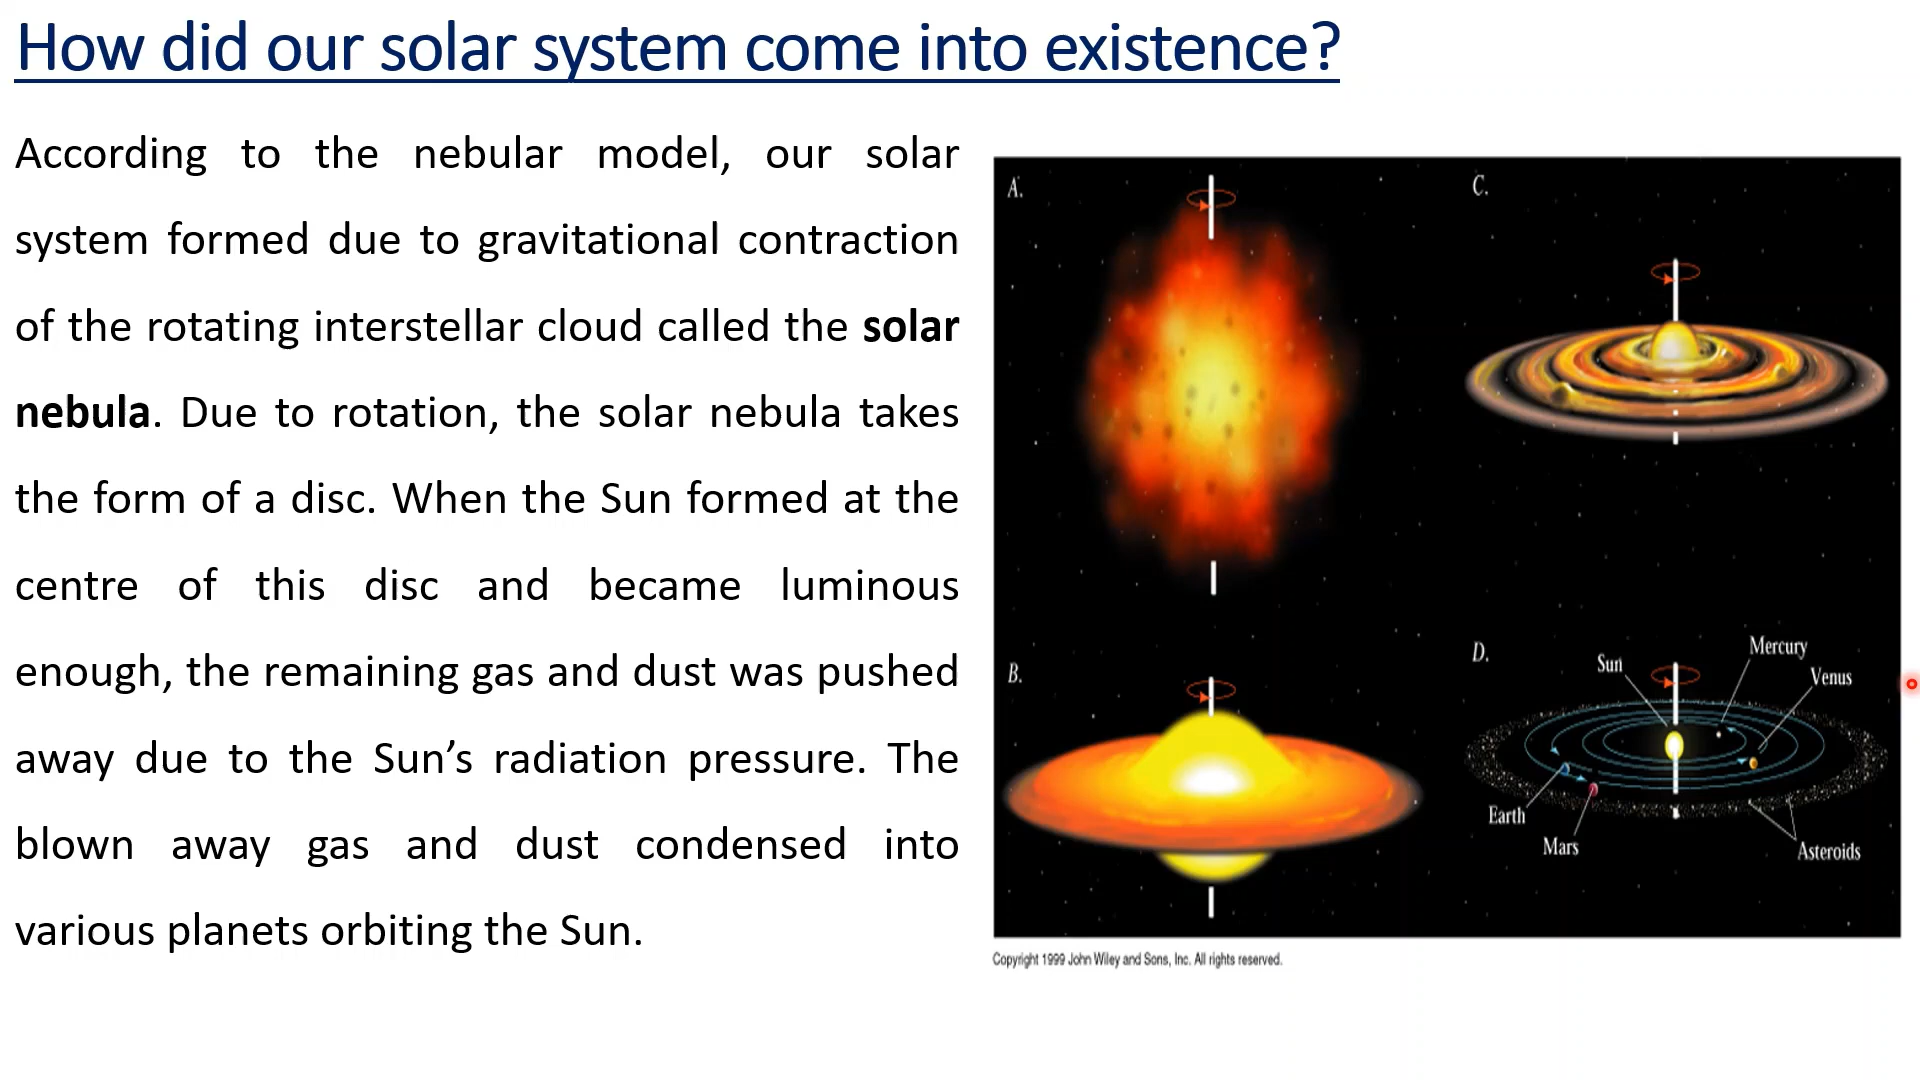 How did our solar system come into existence?
According to the nebular model, our solar
system formed due to gravitational contraction
of the rotating interstellar cloud called the solar
nebula. Due to rotation, the solar nebula takes
the form of a disc. When the Sun formed at the
centre of this disc and became luminous
enough, the remaining gas and dust was pushed
away due to the Sun’s radiation pressure. The
blown away gas and dust condensed into
various planets orbiting the Sun.
A.
C.
B.
D.
Sun
Mercury
Venus
Earth
Mars
Asteroids
Copyright 1999 John Wiley and Sons, Inc. All rights reserved.